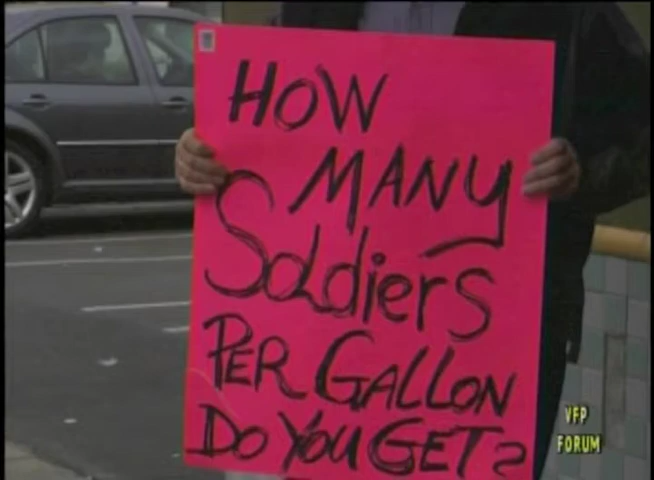 HOW
MANY
SoLdierS
PER GALLON
DO YOU GET?
VFP
FORUM